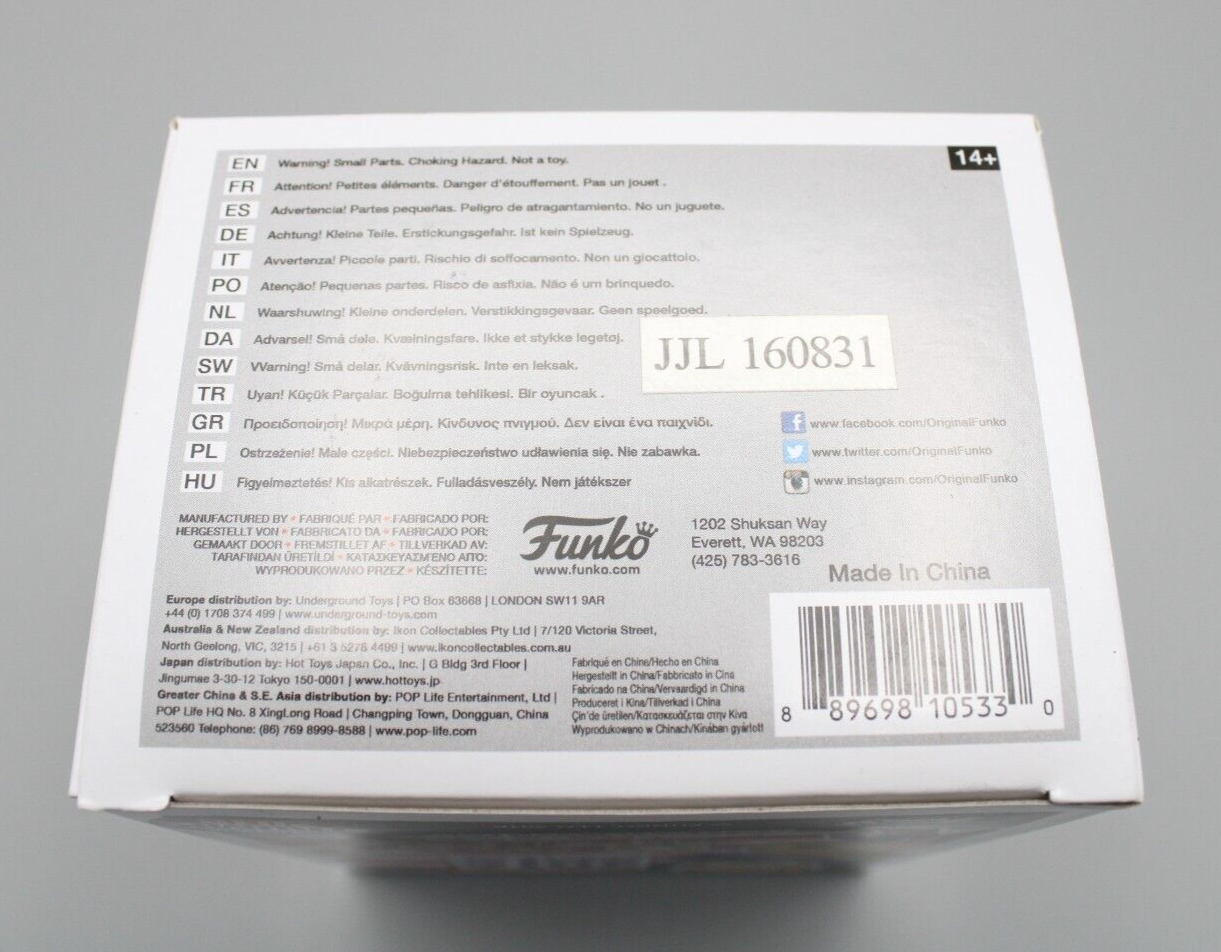 14+
EN Warning! Small Parts. Choking Hazard. Not a toy.
FR Attention! Petites éléments. Danger d'étouffement. Pas un jouet .
ES Advertencia! Partes pequeñas. Peligro de atragantamiento. No un juguete.
DE Achtung! Kleine Teile. Erstickungsgefahr. Ist kein Spielzeug.
IT Avvertenza! Piccole parti. Rischio di soffocamento. Non un giocattolo.
PO Atenção! Pequenas partes. Risco de asfixia. Não é um brinquedo.
NL Waarshuwing! Kleine onderdelen. Verstikkingsgevaar. Geen speelgoed.
DA Advarsel! Små dele. Kvælningsfare. Ikke et stykke legetøj.
SW Warning! Små delar. Kvävningsrisk. Inte en leksak.
TR Uyan! Küçük Parçalar. Boğulma tehlikesi. Bir oyuncak .
GR Προειδοποίηση! Μικρά μέρη. Κίνδυνος πνιγμού. Δεν είναι ένα παιχνίδι.
PL Ostrzeżenie! Małe części. Niebezpieczeństwo udławienia się. Nie zabawka.
HU Figyelmeztetés! Kis alkatrészek. Fulladásveszély. Nem játékszer
JJL 160831
www.facebook.com/OriginalFunko
www.twitter.com/OriginalFunko
www.instagram.com/OriginalFunko
MANUFACTURED BY • FABRIQUÉ PAR • FABRICADO POR:
HERGESTELLT VON • FABBRICATO DA • FABRICADO POR:
GEMAAKT DOOR • FREMSTILLET AF • TILLVERKAD AV:
TARAFINDAN ÜRETİLDİ • ΚΑΤΑΣΚΕΥΑΣΜΈΝΟ ΑΠΌ:
WYPRODUKOWANO PRZEZ • KÉSZÍTETTE:
Funko
www.funko.com
1202 Shuksan Way
Everett, WA 98203
(425) 783-3616
Made In China
Europe distribution by: Underground Toys | PO Box 63668 | LONDON SW11 9AR
+44 (0) 1708 374 499 | www.underground-toys.com
Australia & New Zealand distribution by: Ikon Collectables Pty Ltd | 7/120 Victoria Street,
North Geelong, VIC, 3215 | +61 3 5278 4499 | www.ikoncollectables.com.au
Japan distribution by: Hot Toys Japan Co., Inc. | G Bldg 3rd Floor |
Jingumae 3-30-12 Tokyo 150-0001 | www.hottoys.jp
Greater China & S.E. Asia distribution by: POP Life Entertainment, Ltd |
POP Life HQ No. 8 XingLong Road | Changping Town, Dongguan, China
523560 Telephone: (86) 769 8999-8588 | www.pop-life.com
Fabriqué en Chine/Hecho en China
Hergestellt in China/Fabbricato in Cina
Fabricado na China/Vervaardigd in China
Produceret i Kina/Tillverkad i China
Çin'de üretilen/Κατασκευάζεται στην Κίνα
Wyprodukowano w Chinach/Kínában gyártott
8 89698 10533 0